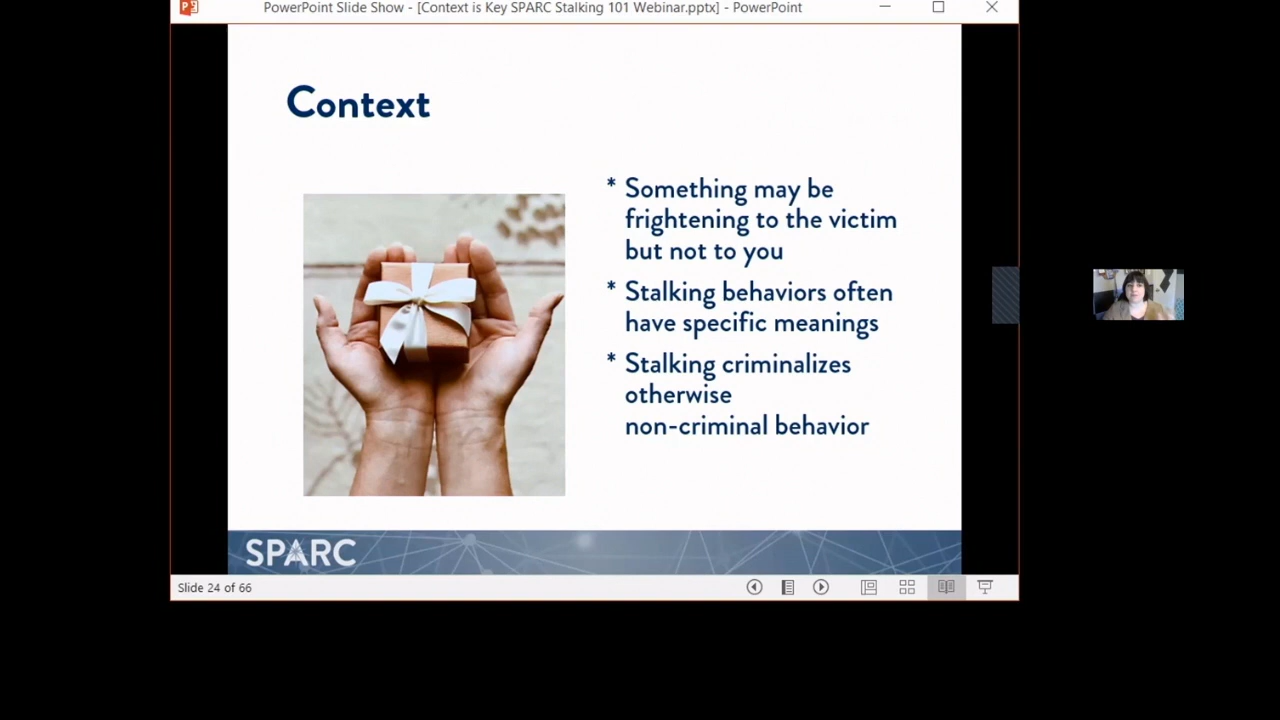 PowerPoint Slide Show - [Context is Key SPARC Stalking 101 Webinar.pptx] - PowerPoint
Context
* Something may be
frightening to the victim
but not to you
* Stalking behaviors often
have specific meanings
* Stalking criminalizes
otherwise
non-criminal behavior
SPARC
Slide 24 of 66